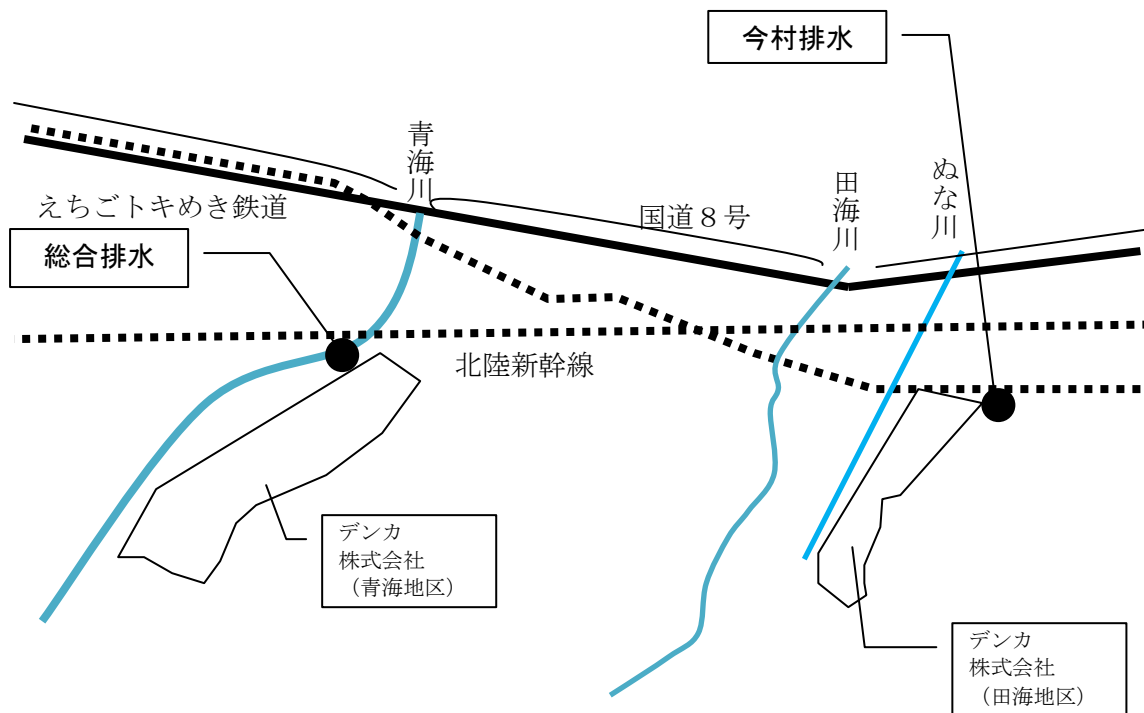 今村排水
青海川
ぬな川
田海川
えちごトキめき鉄道
国道８号
総合排水
北陸新幹線
デンカ
株式会社
（青海地区）
デンカ
株式会社
（田海地区）